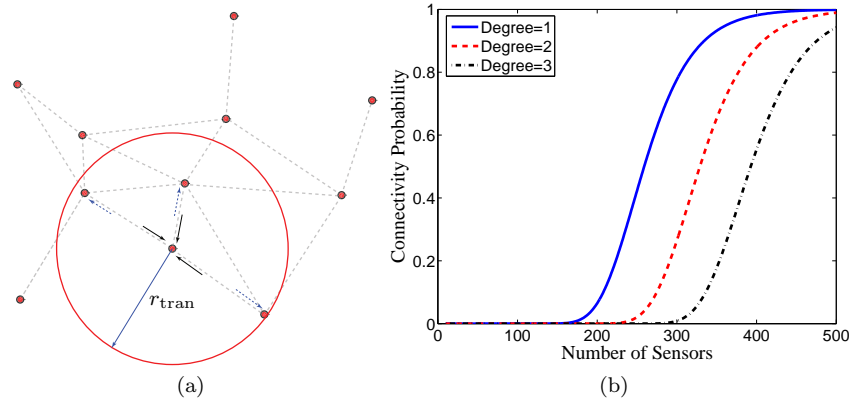 r_tran
(a)
Degree=1
Degree=2
Degree=3
Connectivity Probability
1
0.8
0.6
0.4
0.2
0
0 100 200 300 400 500
Number of Sensors
(b)